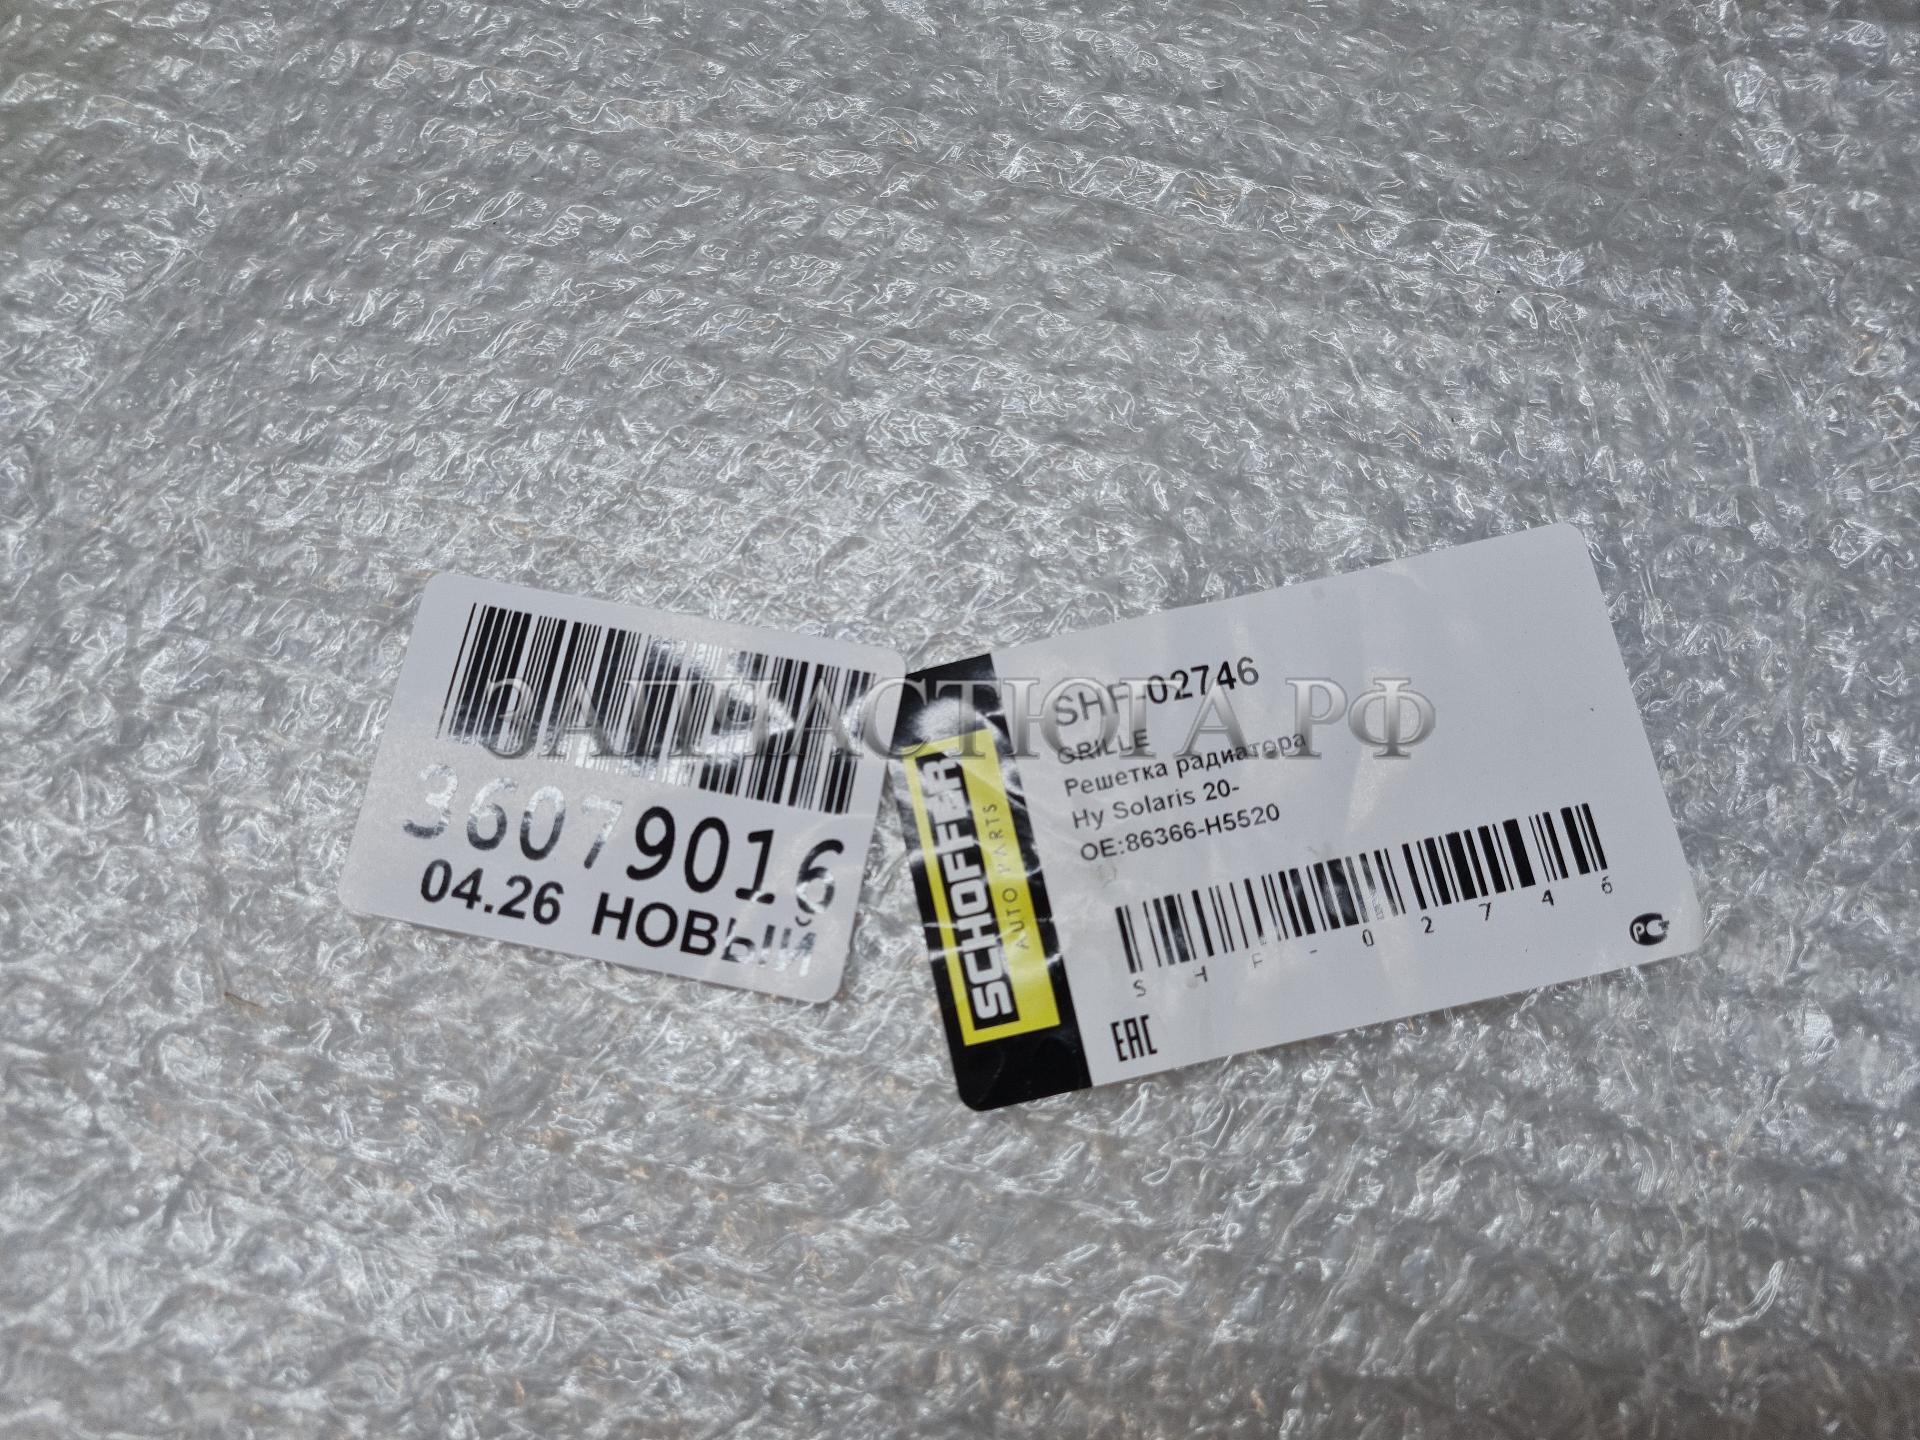 36079016
04.26 НОВЫЙ
SCHOFFER
AUTO PARTS
SHF-02746
GRILLE
Решетка радиатора
Hy Solaris 20-
OE:86366-H5520
S H F - 0 2 7 4 6
EAC
РС
ЗАПЧАСТЮГА.РФ